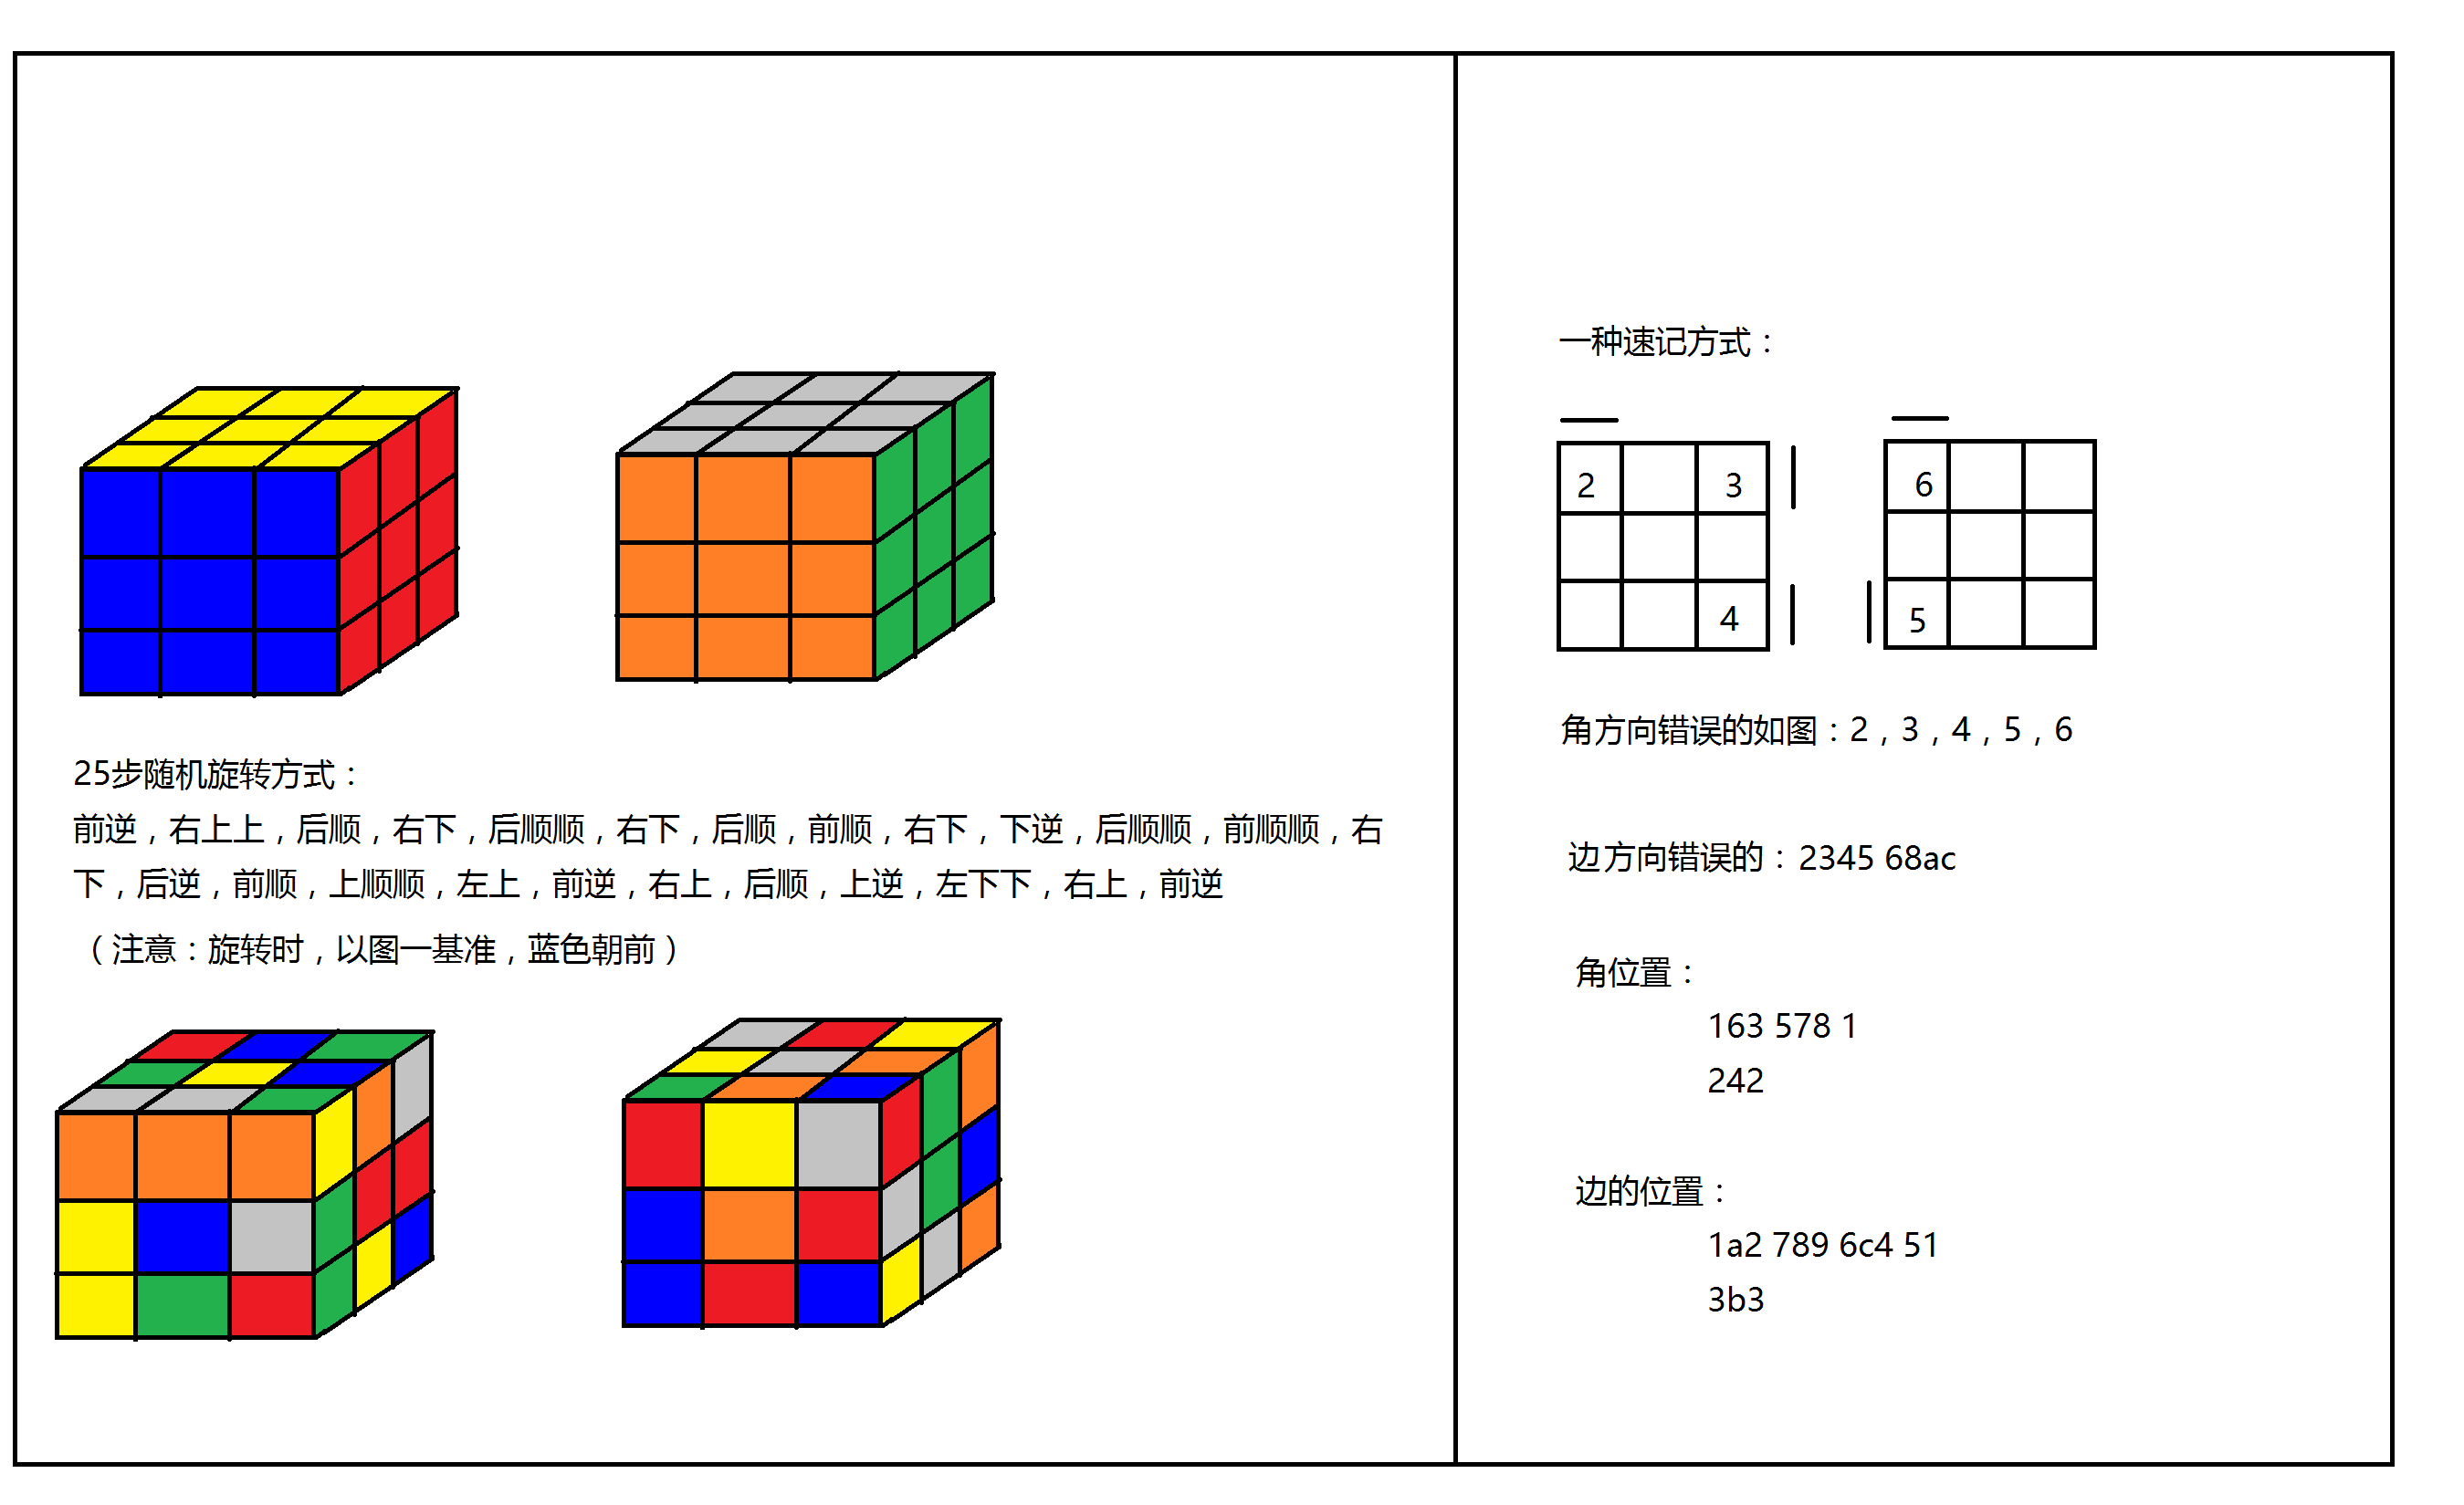 25步随机旋转方式：
前逆，右上上，后顺，右下，后顺顺，右下，后顺，前顺，右下，下逆，后顺顺，前顺顺，右
下，后逆，前顺，上顺顺，左上，前逆，右上，后顺，上逆，左下下，右上，前逆
（注意：旋转时，以图一基准，蓝色朝前）
一种速记方式：
2 3 6
4 5
角方向错误的如图：2，3，4，5，6
边方向错误的：2345 68ac
角位置：
163 578 1
242
边的位置：
1a2 789 6c4 51
3b3